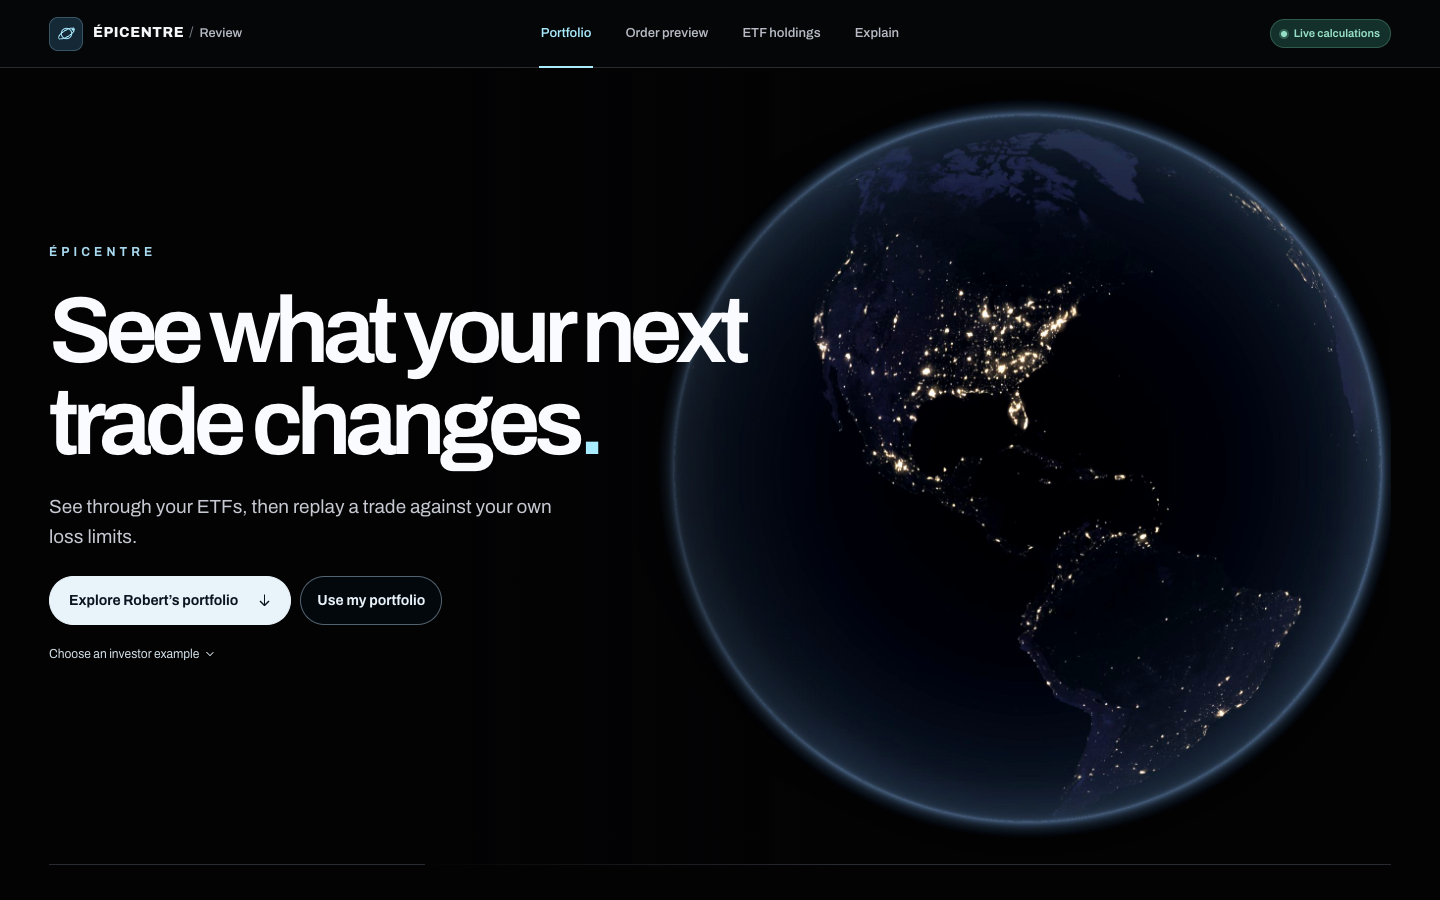 ÉPICENTRE / Review
Portfolio
Order preview
ETF holdings
Explain
Live calculations
ÉPICENTRE
See what your next
trade changes.
See through your ETFs, then replay a trade against your own
loss limits.
Explore Robert’s portfolio
Use my portfolio
Choose an investor example